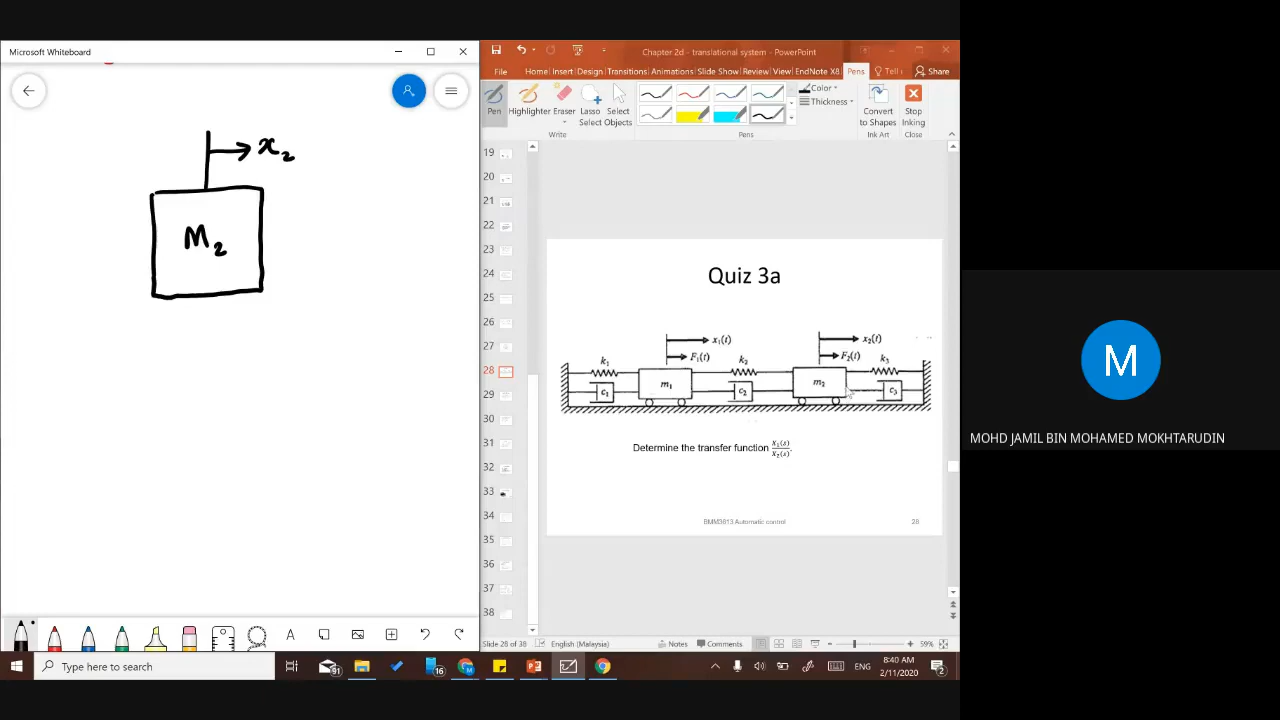 Microsoft Whiteboard
x2
M2
Type here to search
91
16
Chapter 2d - translational system - PowerPoint
File Home Insert Design Transitions Animations Slide Show Review View EndNote X8 Pens Tell i Share
Pen Highlighter Eraser Lasso Select Select Objects
Write
Pens
Color
Thickness
Convert to Shapes
Ink Art
Stop Inking
Close
19
20
21
22
23
24
25
26
27
28
29
30
31
32
33
34
35
36
37
38
Quiz 3a
x1(t) x2(t)
F1(t) F2(t)
k1 k2 k3
m1 m2
c1 c2 c3
Determine the transfer function X1(s)/X2(s).
BMM3613 Automatic control 28
Slide 28 of 38 English (Malaysia) Notes Comments 59%
ENG
8:40 AM
2/11/2020
2
M
MOHD JAMIL BIN MOHAMED MOKHTARUDIN